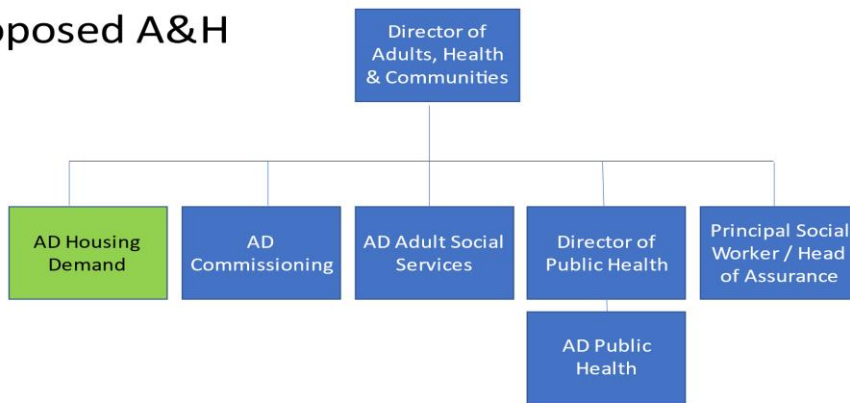 oposed A&H
Director of
Adults, Health
& Communities
AD Housing
Demand
AD
Commissioning
AD Adult Social
Services
Director of
Public Health
Principal Social
Worker / Head
of Assurance
AD Public
Health